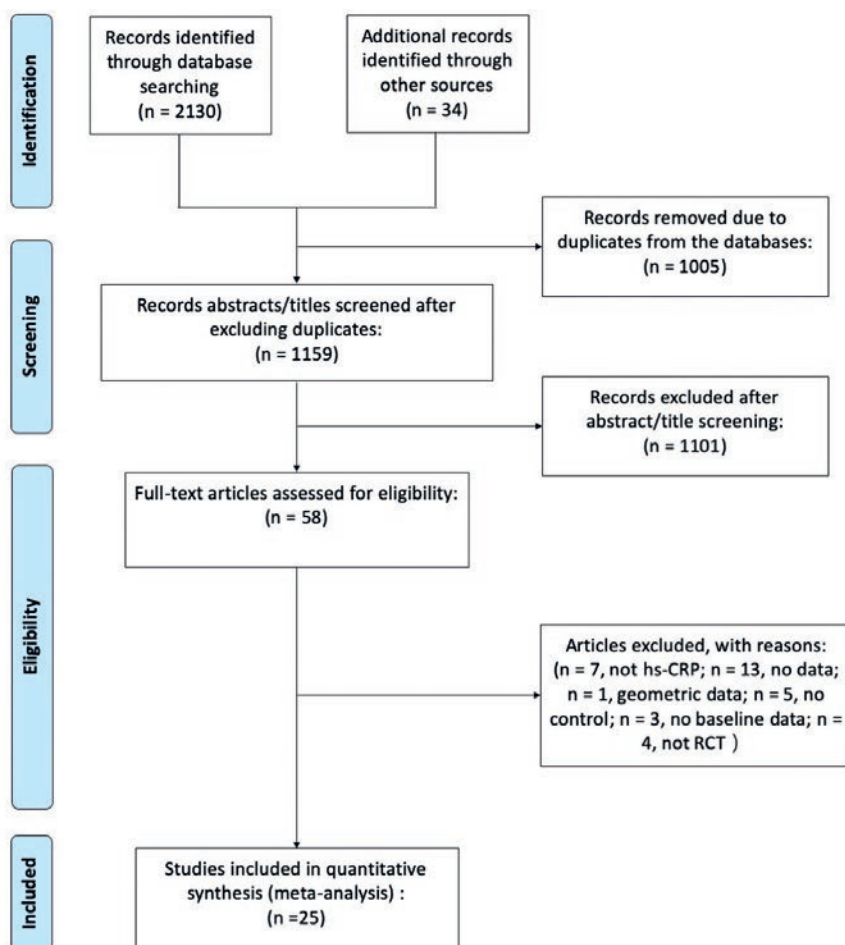 Identification
Records identified
through database
searching
(n = 2130)
Additional records
identified through
other sources
(n = 34)
Records removed due to
duplicates from the databases:
(n = 1005)
Screening
Records abstracts/titles screened after
excluding duplicates:
(n = 1159)
Records excluded after
abstract/title screening:
(n = 1101)
Eligibility
Full-text articles assessed for eligibility:
(n = 58)
Articles excluded, with reasons:
(n = 7, not hs-CRP; n = 13, no data;
n = 1, geometric data; n = 5, no
control; n = 3, no baseline data; n =
4, not RCT )
Included
Studies included in quantitative
synthesis (meta-analysis) :
(n =25)